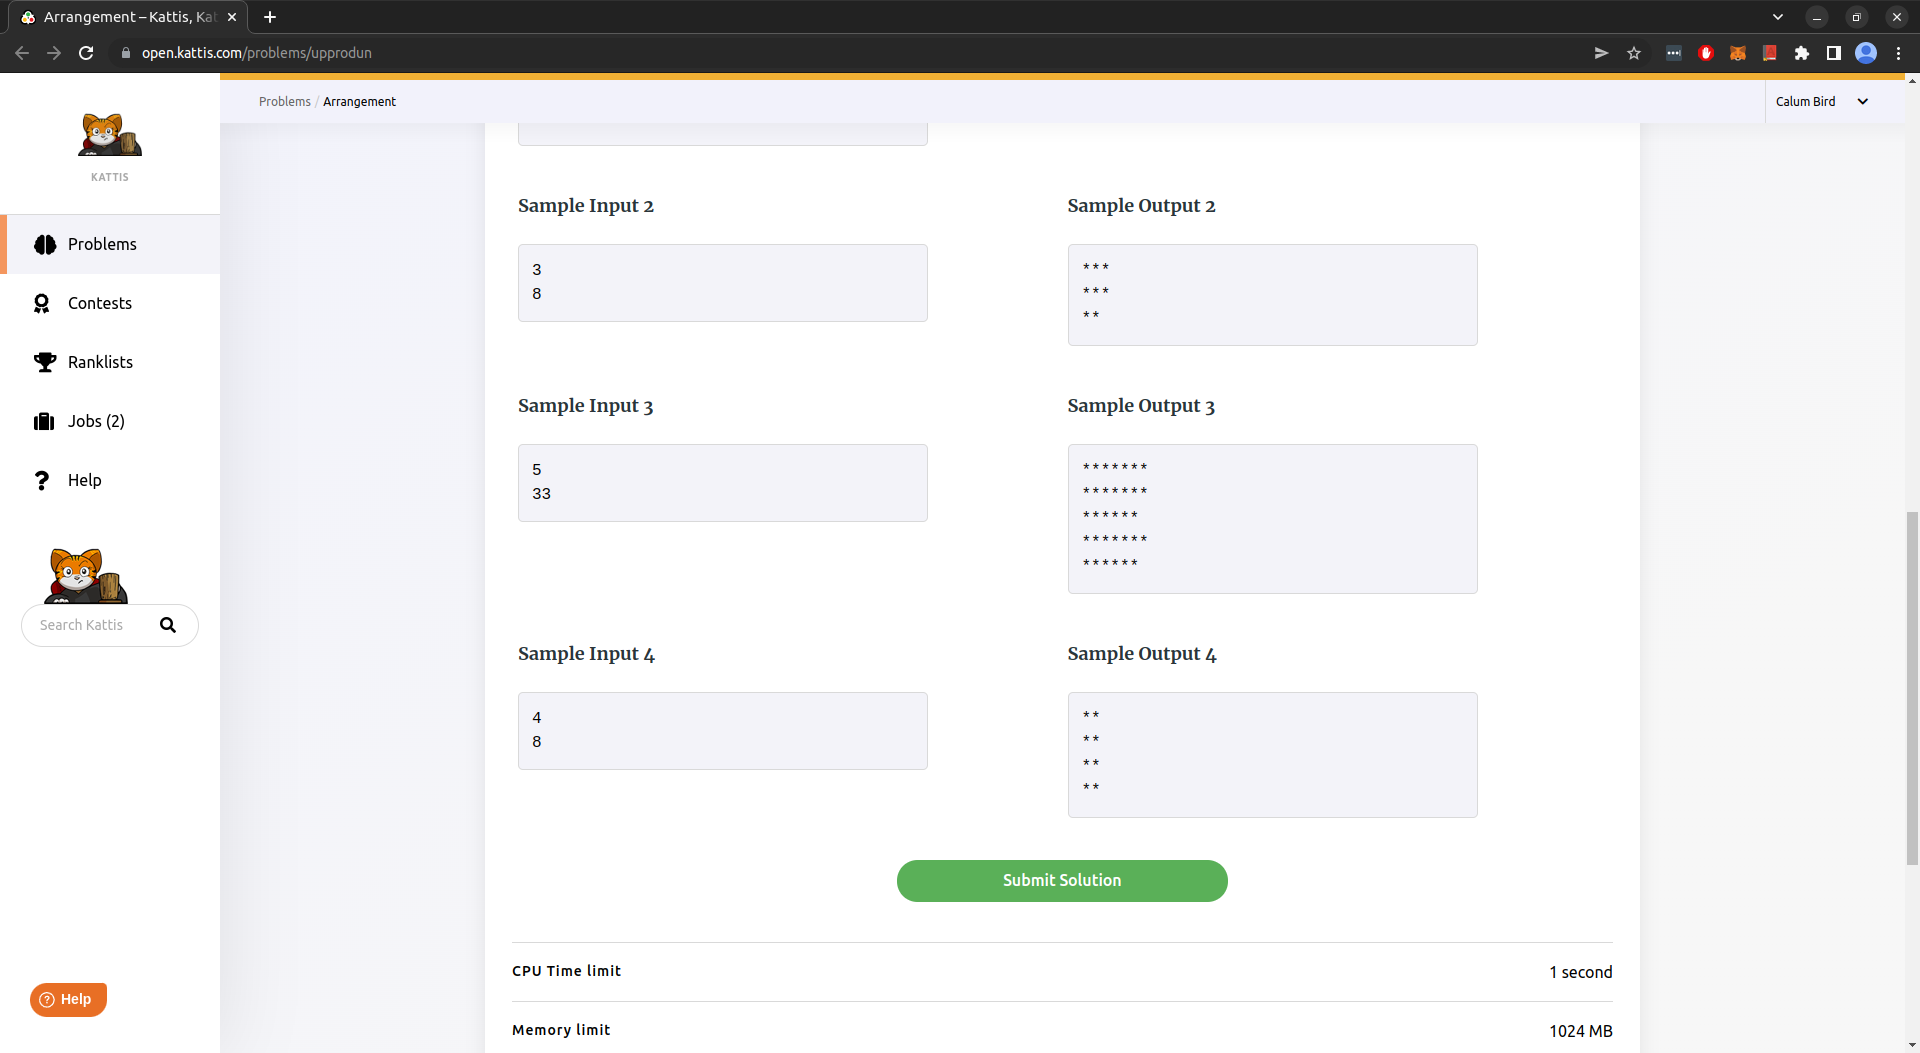 Arrangement – Kattis, Kat
open.kattis.com/problems/upprodun
KATTIS
Problems
Contests
Ranklists
Jobs (2)
Help
Search Kattis
Help
Problems / Arrangement
Calum Bird
Sample Input 2
Sample Output 2
3
8
***
***
**
Sample Input 3
Sample Output 3
5
33
*******
*******
******
*******
******
Sample Input 4
Sample Output 4
4
8
**
**
**
**
Submit Solution
CPU Time limit
1 second
Memory limit
1024 MB